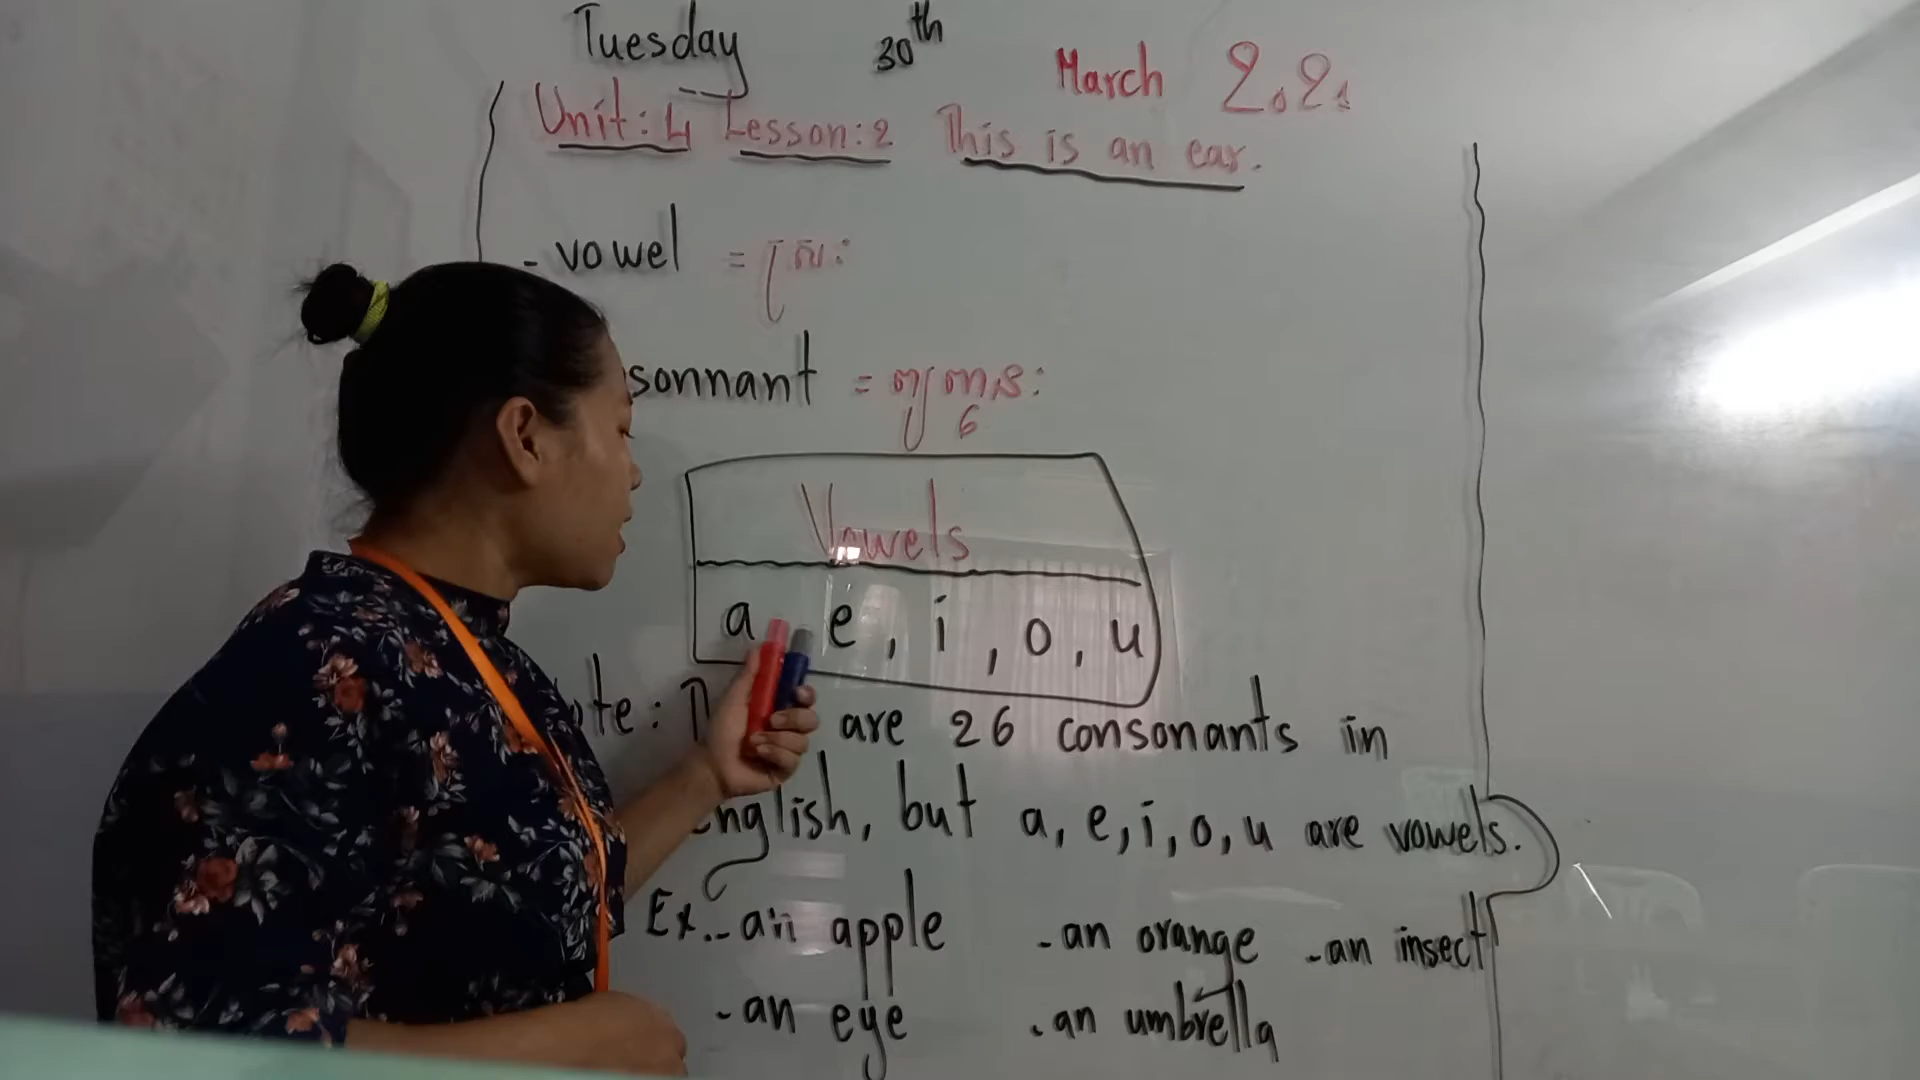 Tuesday 30th March 2021
Unit: 4 Lesson: 2 This is an ear.
- vowel = ស្រៈ
sonnant = ព្យញ្ជនៈ
Vowels
a e, i, o, u
ote: T are 26 consonants in
English, but a, e, i, o, u are vowels.
Ex.- an apple - an orange - an insect
- an eye - an umbrella